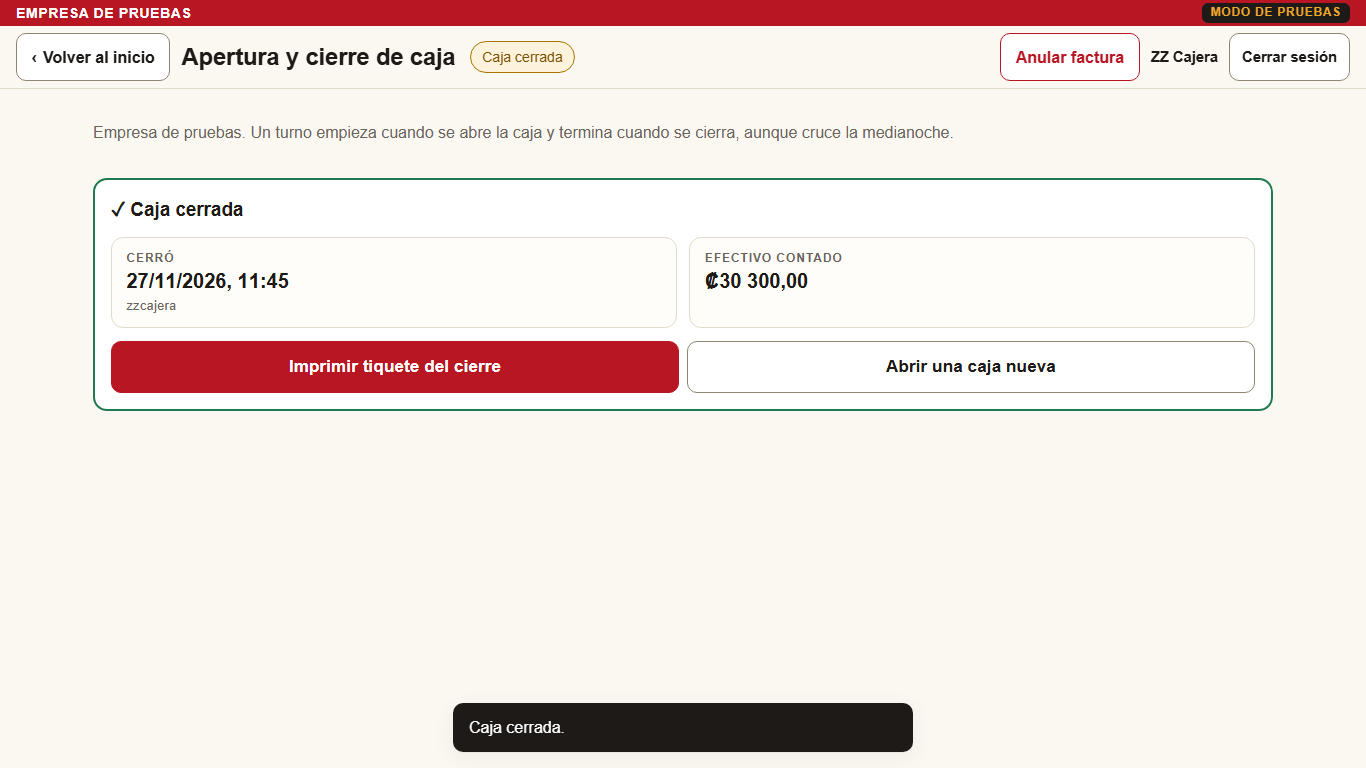 EMPRESA DE PRUEBAS
MODO DE PRUEBAS
‹ Volver al inicio
Apertura y cierre de caja
Caja cerrada
Anular factura
ZZ Cajera
Cerrar sesión
Empresa de pruebas. Un turno empieza cuando se abre la caja y termina cuando se cierra, aunque cruce la medianoche.
✓ Caja cerrada
CERRÓ
27/11/2026, 11:45
zzcajera
EFECTIVO CONTADO
₡30 300,00
Imprimir tiquete del cierre
Abrir una caja nueva
Caja cerrada.